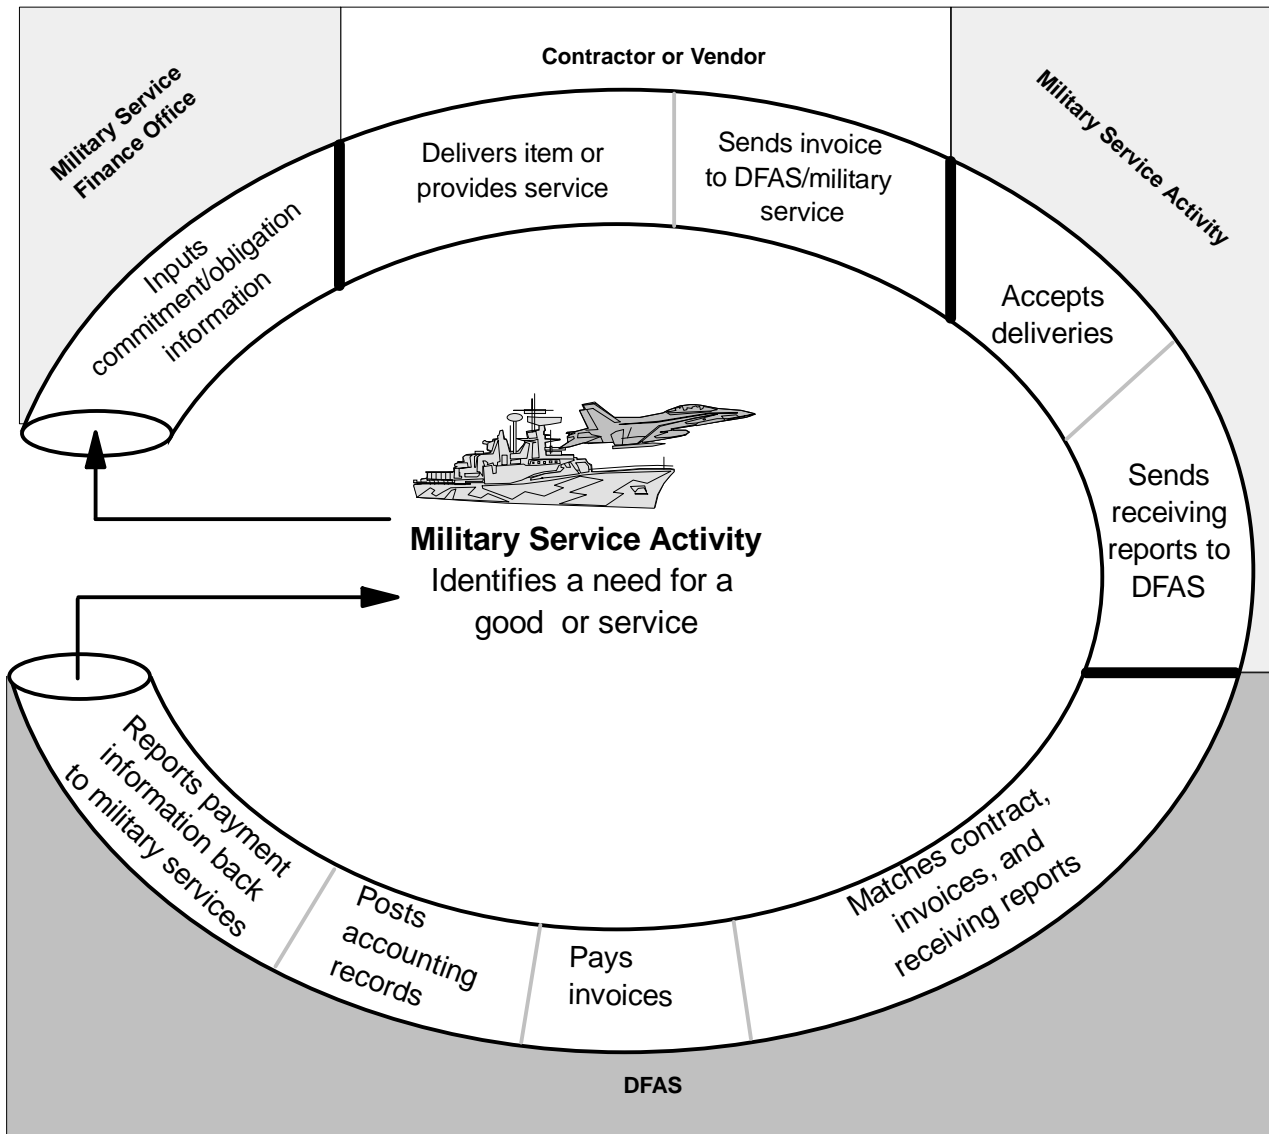 Military Service
Finance Office
Contractor or Vendor
Military Service Activity
Inputs
commitment/obligation
information
Delivers item or
provides service
Sends invoice
to DFAS/military
service
Accepts
deliveries
Sends
receiving
reports to
DFAS
Military Service Activity
Identifies a need for a
good or service
Matches contract,
invoices, and
receiving reports
Pays
invoices
Posts
accounting
records
Reports payment
information back
to military services
DFAS